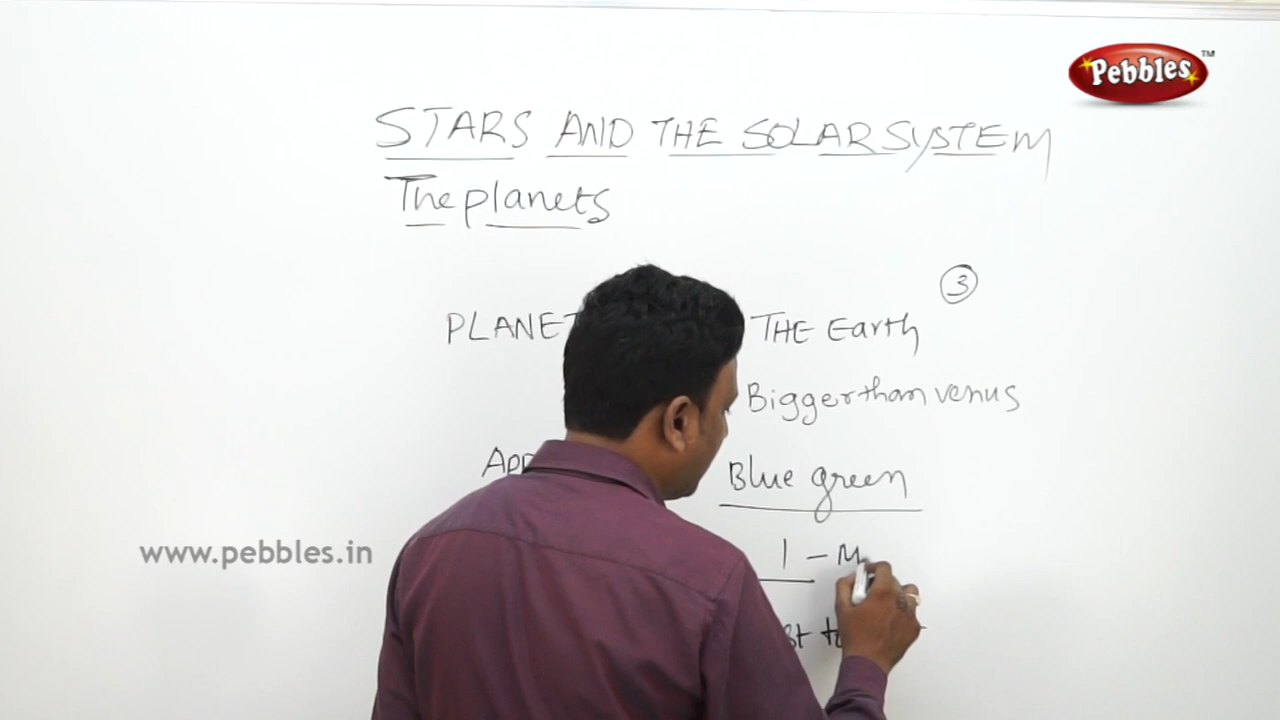 Pebbles™
STARS AND THE SOLAR SYSTEM
The planets
3
PLANET THE Earth
Bigger than venus
Blue green
www.pebbles.in
1 – M